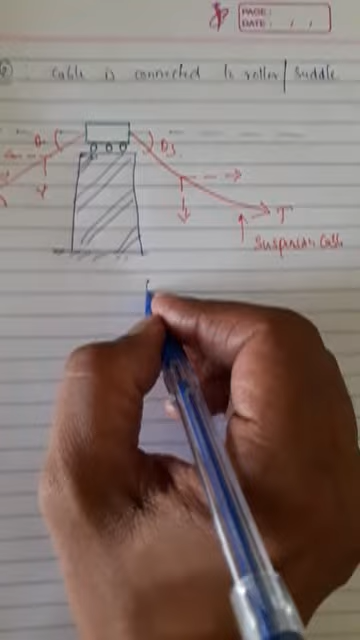 PAGE:
DATE:
: Cable is connected to roller/saddle
θ
θ
T
Suspension Cable